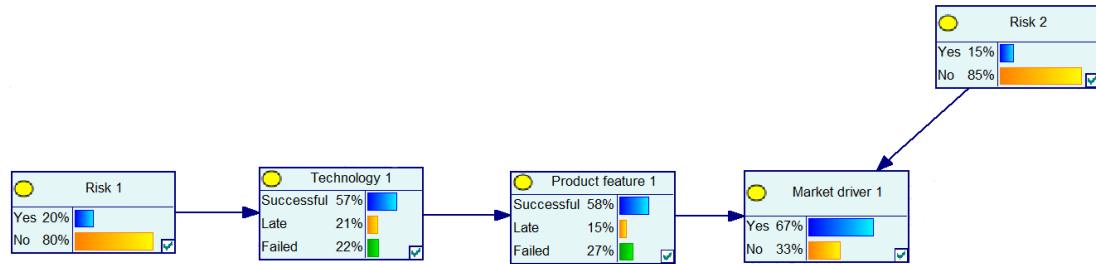 Risk 2
Yes 15%
No 85%
Risk 1
Yes 20%
No 80%
Technology 1
Successful 57%
Late 21%
Failed 22%
Product feature 1
Successful 58%
Late 15%
Failed 27%
Market driver 1
Yes 67%
No 33%